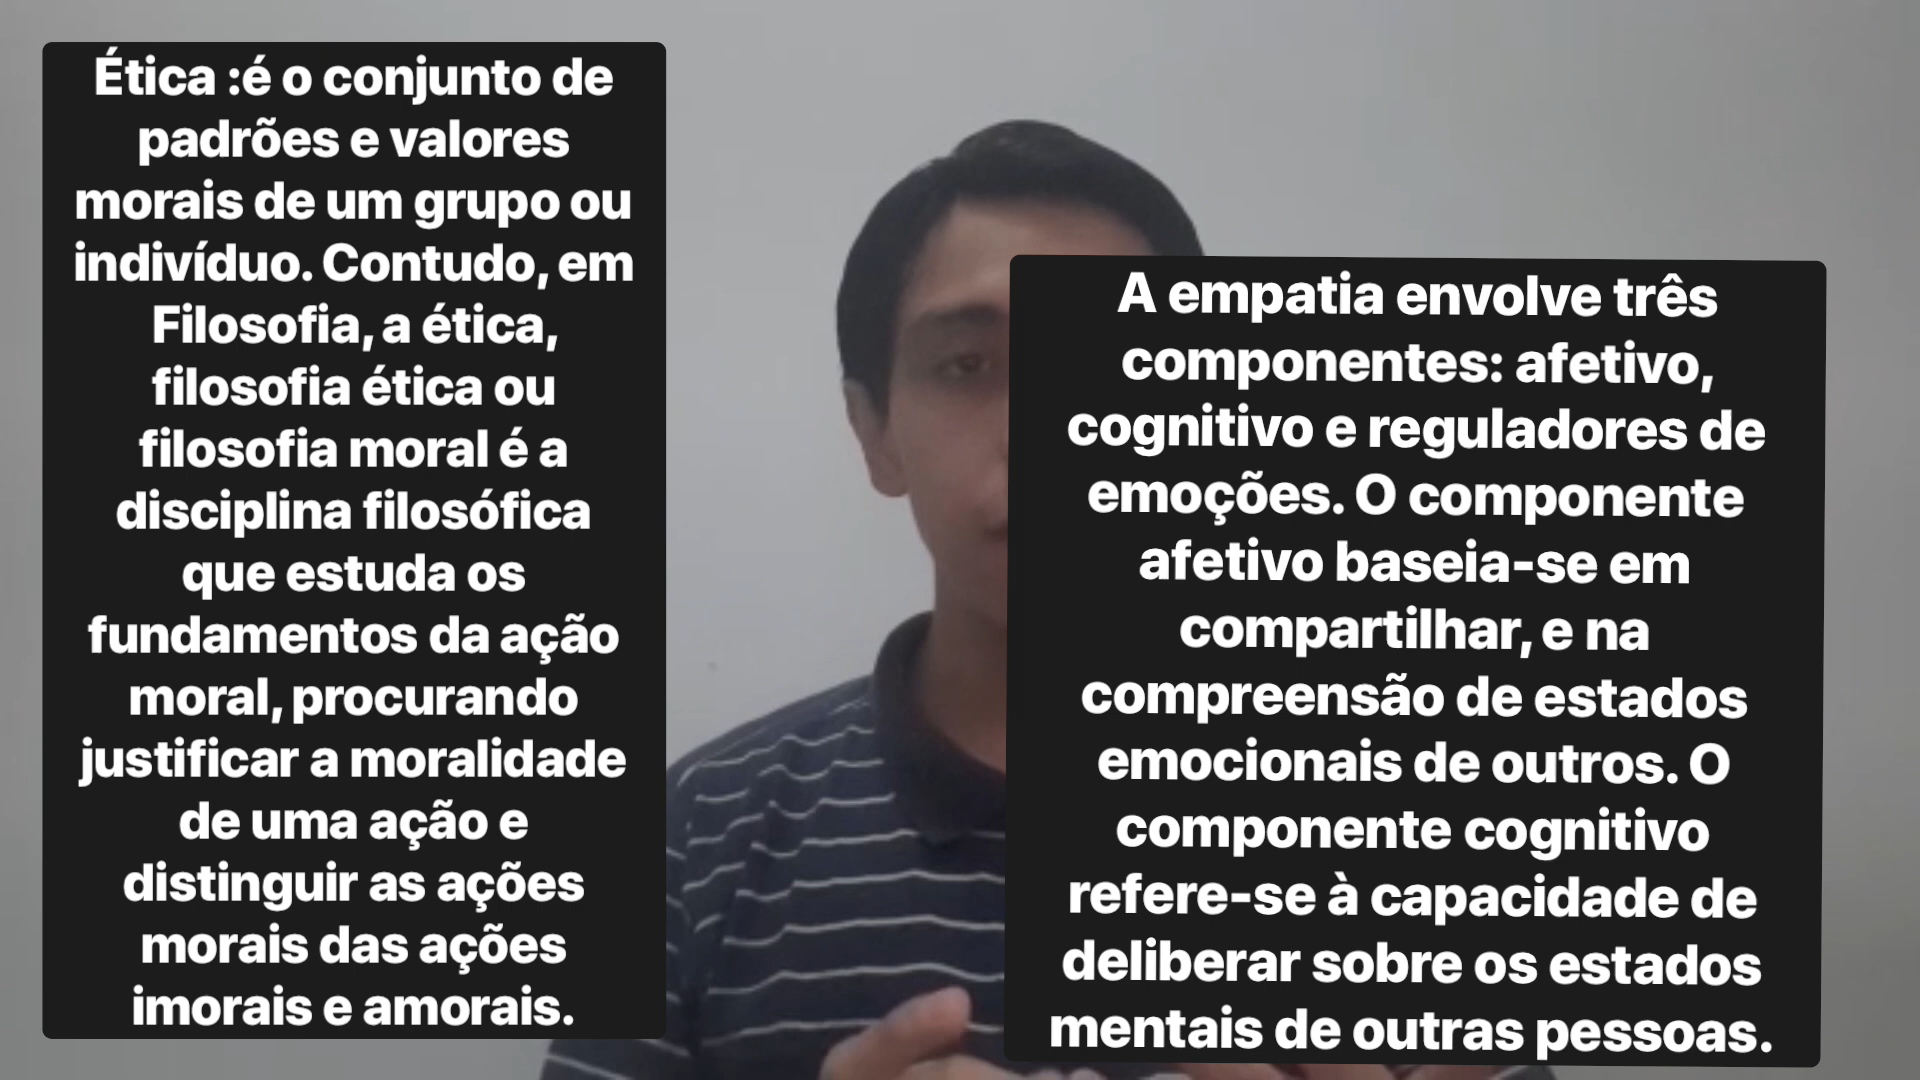 Ética :é o conjunto de
padrões e valores
morais de um grupo ou
indivíduo. Contudo, em
Filosofia, a ética,
filosofia ética ou
filosofia moral é a
disciplina filosófica
que estuda os
fundamentos da ação
moral, procurando
justificar a moralidade
de uma ação e
distinguir as ações
morais das ações
imorais e amorais.
A empatia envolve três
componentes: afetivo,
cognitivo e reguladores de
emoções. O componente
afetivo baseia-se em
compartilhar, e na
compreensão de estados
emocionais de outros. O
componente cognitivo
refere-se à capacidade de
deliberar sobre os estados
mentais de outras pessoas.